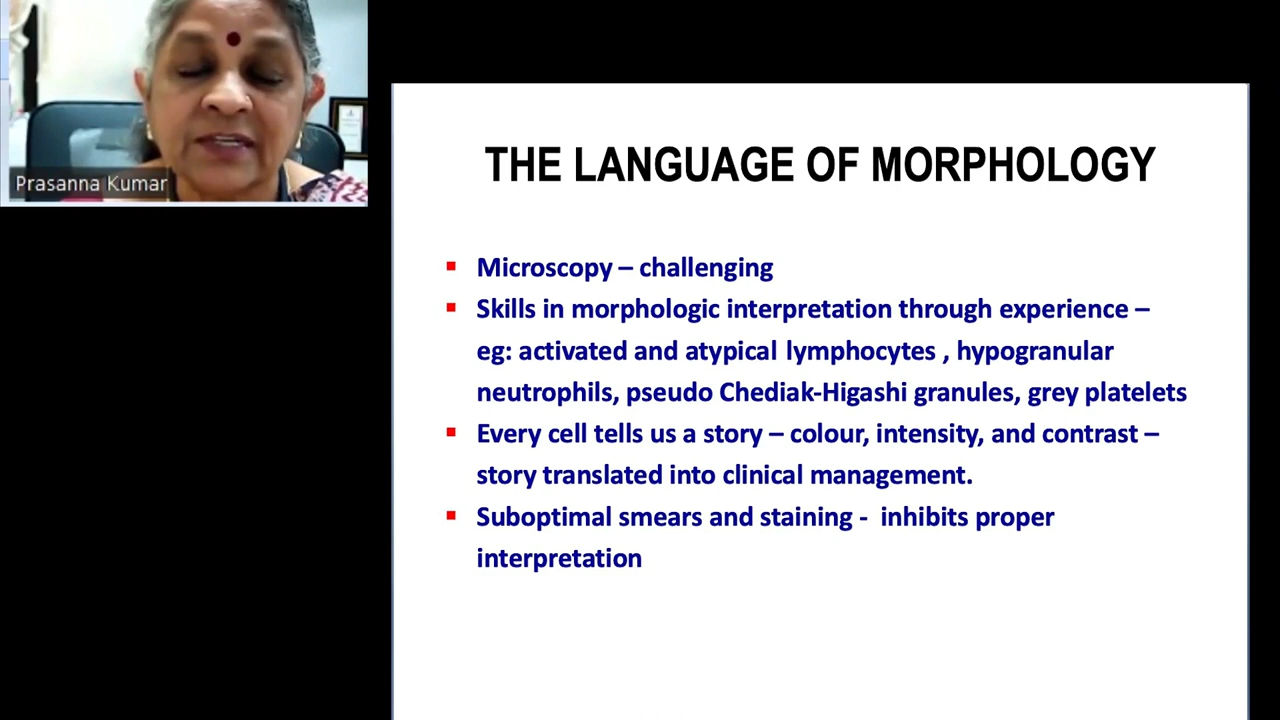 Prasanna Kumar
THE LANGUAGE OF MORPHOLOGY
▪ Microscopy – challenging
▪ Skills in morphologic interpretation through experience –
eg: activated and atypical lymphocytes , hypogranular
neutrophils, pseudo Chediak-Higashi granules, grey platelets
▪ Every cell tells us a story – colour, intensity, and contrast –
story translated into clinical management.
▪ Suboptimal smears and staining - inhibits proper
interpretation